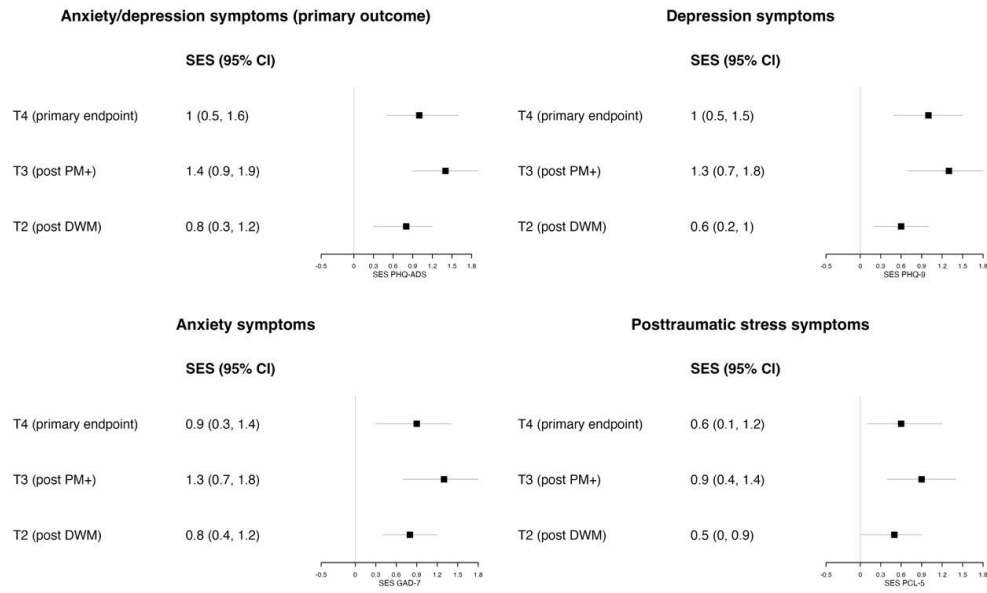 Anxiety/depression symptoms (primary outcome)
SES (95% CI)
T4 (primary endpoint) 1 (0.5, 1.6)
T3 (post PM+) 1.4 (0.9, 1.9)
T2 (post DWM) 0.8 (0.3, 1.2)
-0.5 0 0.3 0.6 0.9 1.2 1.5 1.8
SES PHQ-ADS
Depression symptoms
SES (95% CI)
T4 (primary endpoint) 1 (0.5, 1.5)
T3 (post PM+) 1.3 (0.7, 1.8)
T2 (post DWM) 0.6 (0.2, 1)
-0.5 0 0.3 0.6 0.9 1.2 1.5 1.8
SES PHQ-9
Anxiety symptoms
SES (95% CI)
T4 (primary endpoint) 0.9 (0.3, 1.4)
T3 (post PM+) 1.3 (0.7, 1.8)
T2 (post DWM) 0.8 (0.4, 1.2)
-0.5 0 0.3 0.6 0.9 1.2 1.5 1.8
SES GAD-7
Posttraumatic stress symptoms
SES (95% CI)
T4 (primary endpoint) 0.6 (0.1, 1.2)
T3 (post PM+) 0.9 (0.4, 1.4)
T2 (post DWM) 0.5 (0, 0.9)
-0.5 0 0.3 0.6 0.9 1.2 1.5 1.8
SES PCL-5